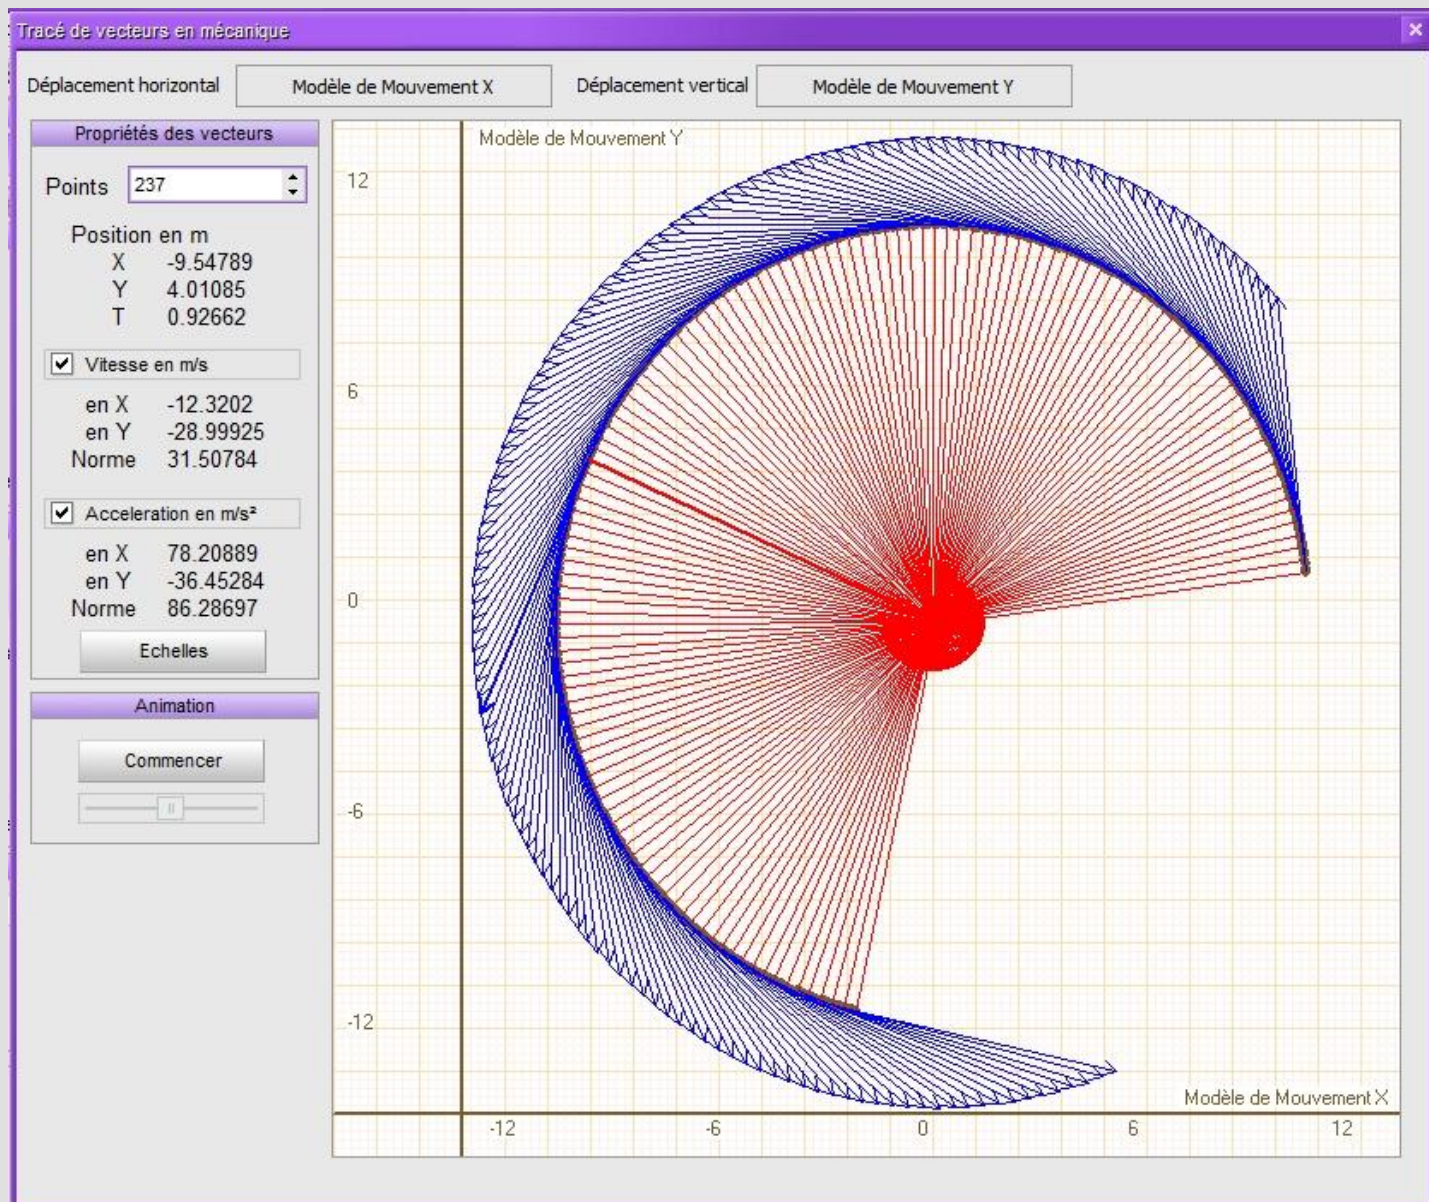 Tracé de vecteurs en mécanique
Déplacement horizontal Modèle de Mouvement X Déplacement vertical Modèle de Mouvement Y
Propriétés des vecteurs
Points 237
Position en m
X -9.54789
Y 4.01085
T 0.92662
Vitesse en m/s
en X -12.3202
en Y -28.99925
Norme 31.50784
Acceleration en m/s²
en X 78.20889
en Y -36.45284
Norme 86.28697
Echelles
Animation
Commencer
Modèle de Mouvement Y
12
6
0
-6
-12
Modèle de Mouvement X
-12 -6 0 6 12